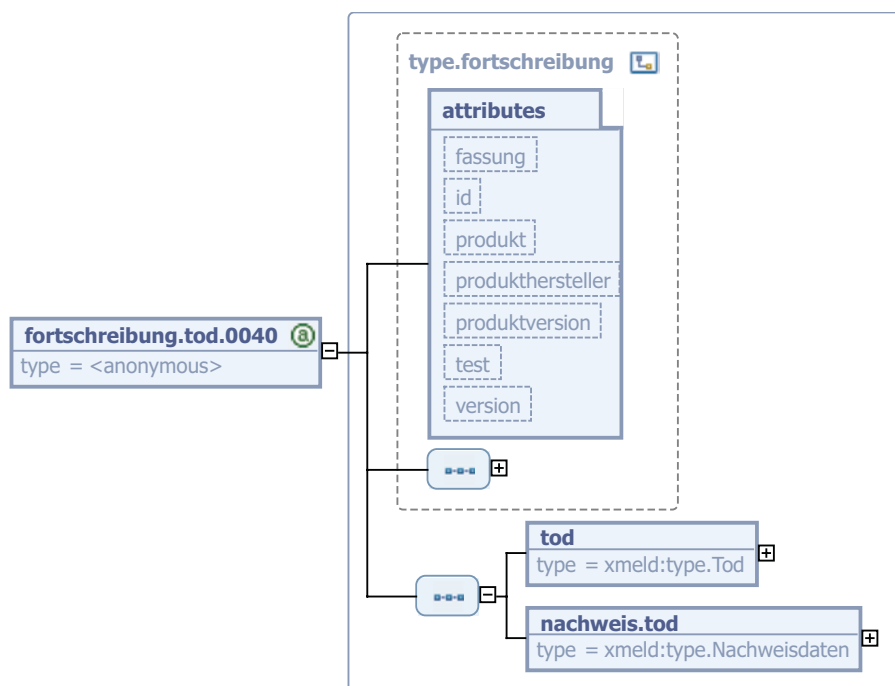 type.fortschreibung
attributes
fassung
id
produkt
produkthersteller
produktversion
test
version
fortschreibung.tod.0040 @
type = <anonymous>
tod
type = xmeld:type.Tod
nachweis.tod
type = xmeld:type.Nachweisdaten